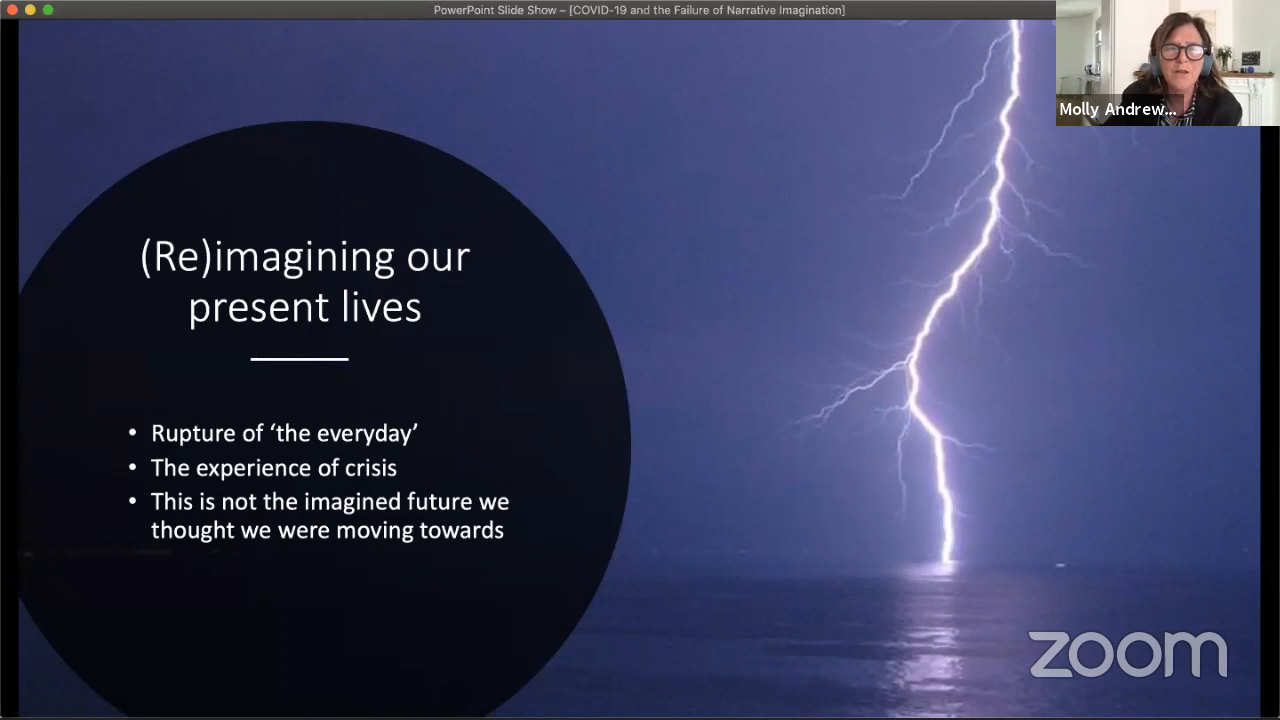 PowerPoint Slide Show – [COVID-19 and the Failure of Narrative Imagination]
Molly Andrew...
(Re)imagining our
present lives
• Rupture of ‘the everyday’
• The experience of crisis
• This is not the imagined future we
thought we were moving towards
zoom